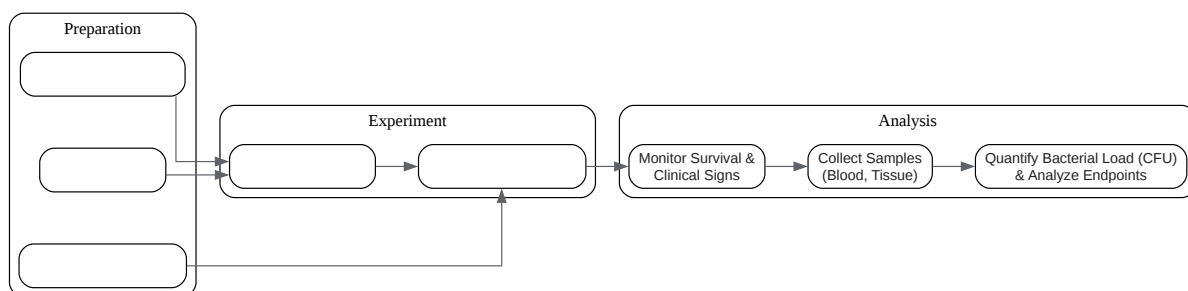 Preparation
Experiment
Analysis
Monitor Survival &
Clinical Signs
Collect Samples
(Blood, Tissue)
Quantify Bacterial Load (CFU)
& Analyze Endpoints